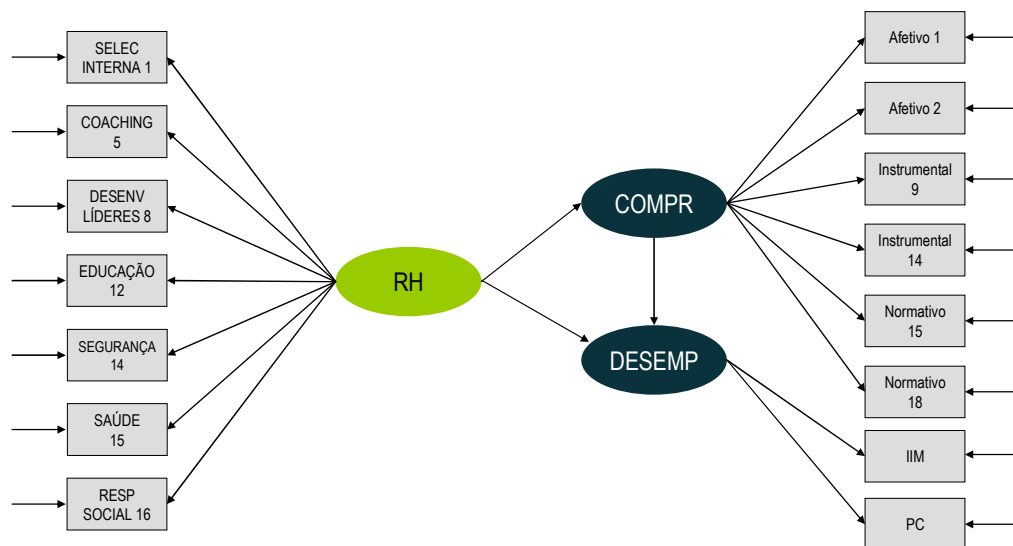 SELEC
INTERNA 1
COACHING
5
DESENV
LÍDERES 8
EDUCAÇÃO
12
SEGURANÇA
14
SAÚDE
15
RESP
SOCIAL 16
RH
COMPR
DESEMP
Afetivo 1
Afetivo 2
Instrumental
9
Instrumental
14
Normativo
15
Normativo
18
IIM
PC